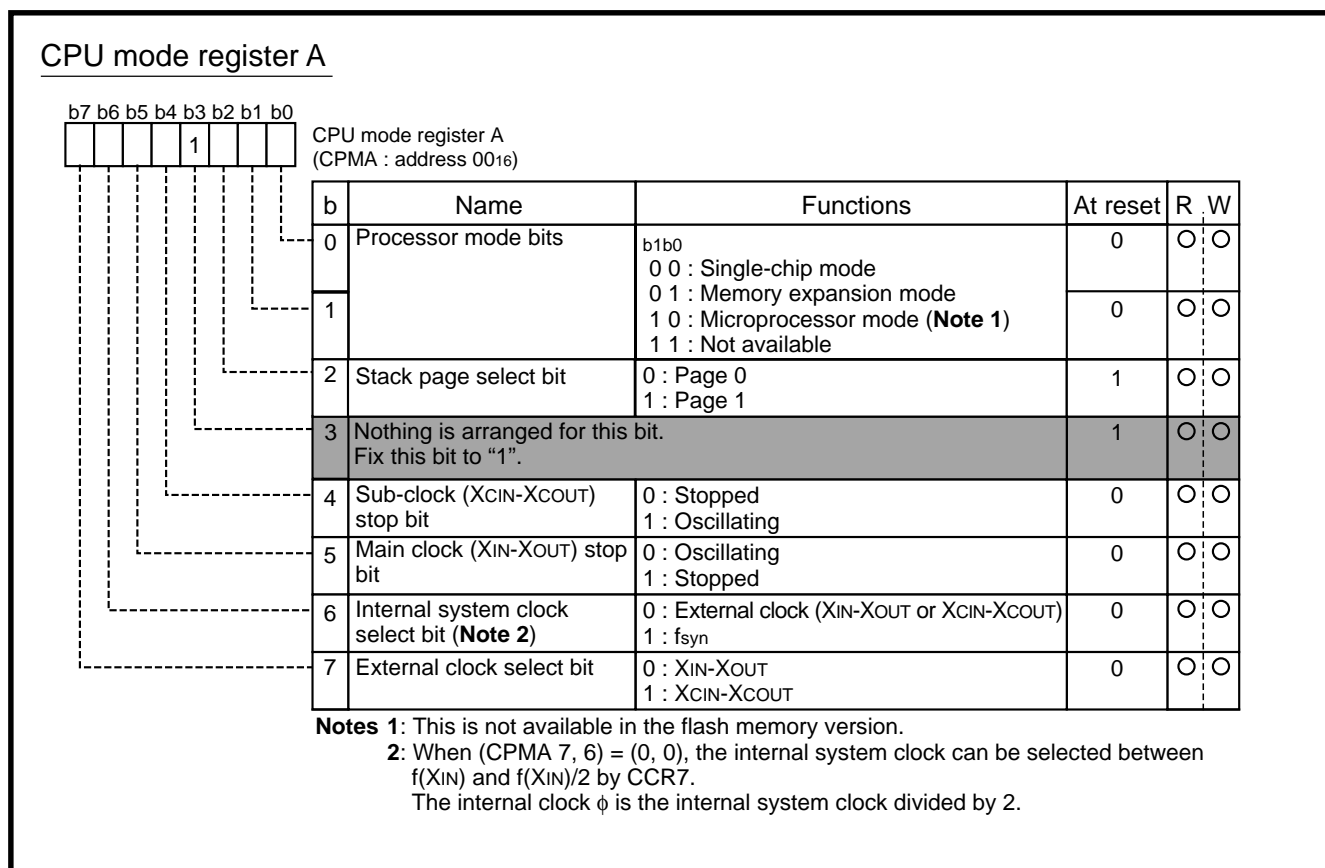 CPU mode register A
b7 b6 b5 b4 b3 b2 b1 b0
1
CPU mode register A
(CPMA : address 0016)
b Name Functions At reset R W
0 Processor mode bits b1b0 0 O O
0 0 : Single-chip mode
0 1 : Memory expansion mode
1 0 O O
1 0 : Microprocessor mode (Note 1)
1 1 : Not available
2 Stack page select bit 0 : Page 0 1 O O
1 : Page 1
3 Nothing is arranged for this bit. 1 O O
Fix this bit to “1”.
4 Sub-clock (XCIN-XCOUT) 0 : Stopped 0 O O
stop bit 1 : Oscillating
5 Main clock (XIN-XOUT) stop 0 : Oscillating 0 O O
bit 1 : Stopped
6 Internal system clock 0 : External clock (XIN-XOUT or XCIN-XCOUT) 0 O O
select bit (Note 2) 1 : fsyn
7 External clock select bit 0 : XIN-XOUT 0 O O
1 : XCIN-XCOUT
Notes 1: This is not available in the flash memory version.
2: When (CPMA 7, 6) = (0, 0), the internal system clock can be selected between
f(XIN) and f(XIN)/2 by CCR7.
The internal clock ϕ is the internal system clock divided by 2.